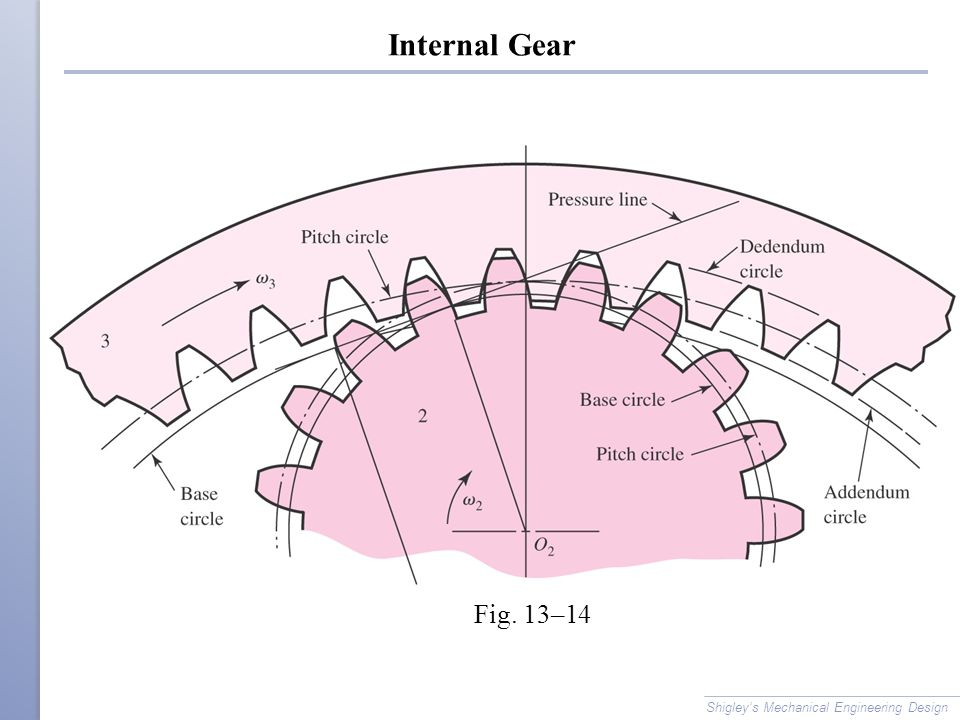 Internal Gear
Pressure line
Pitch circle
Dedendum
circle
ω3
3
Base circle
2
Pitch circle
Base
circle
ω2
Addendum
circle
O2
Fig. 13–14
Shigley's Mechanical Engineering Design